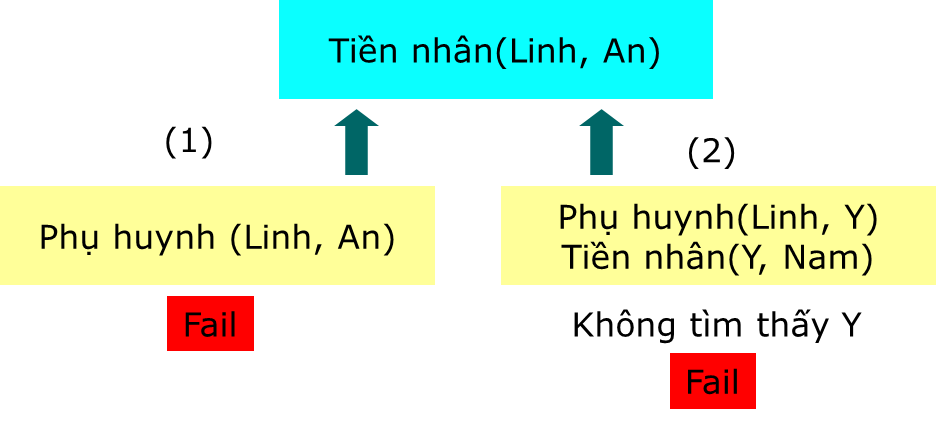 Tiền nhân(Linh, An)
(1)
(2)
Phụ huynh (Linh, An)
Phụ huynh(Linh, Y)
Tiền nhân(Y, Nam)
Fail
Không tìm thấy Y
Fail